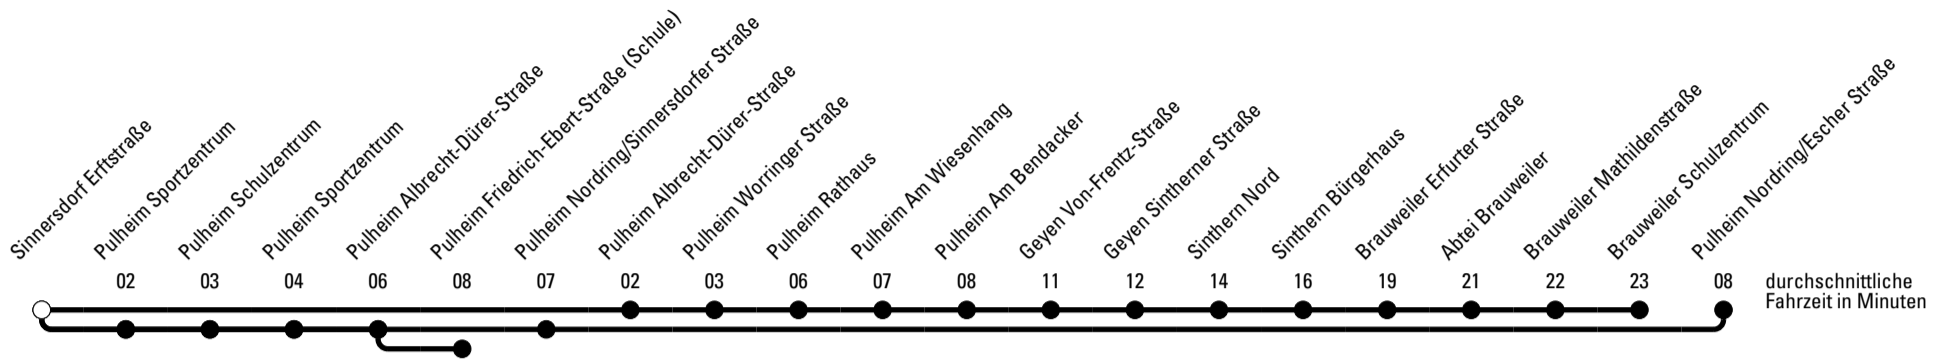 Sinnersdorf Erftstraße
Pulheim Sportzentrum
Pulheim Schulzentrum
Pulheim Sportzentrum
Pulheim Albrecht-Dürer-Straße
Pulheim Friedrich-Ebert-Straße (Schule)
Pulheim Nordring/Sinnersdorfer Straße
Pulheim Albrecht-Dürer-Straße
Pulheim Worringer Straße
Pulheim Rathaus
Pulheim Am Wiesenhang
Pulheim Am Bendacker
Geyen Von-Frentz-Straße
Geyen Sintherner Straße
Sinthern Nord
Sinthern Bürgerhaus
Brauweiler Erfurter Straße
Abtei Brauweiler
Brauweiler Mathildenstraße
Brauweiler Schulzentrum
Pulheim Nordring/Escher Straße
02 03 04 06 08 07 02 03 06 07 08 11 12 14 16 19 21 22 23 08
durchschnittliche
Fahrzeit in Minuten